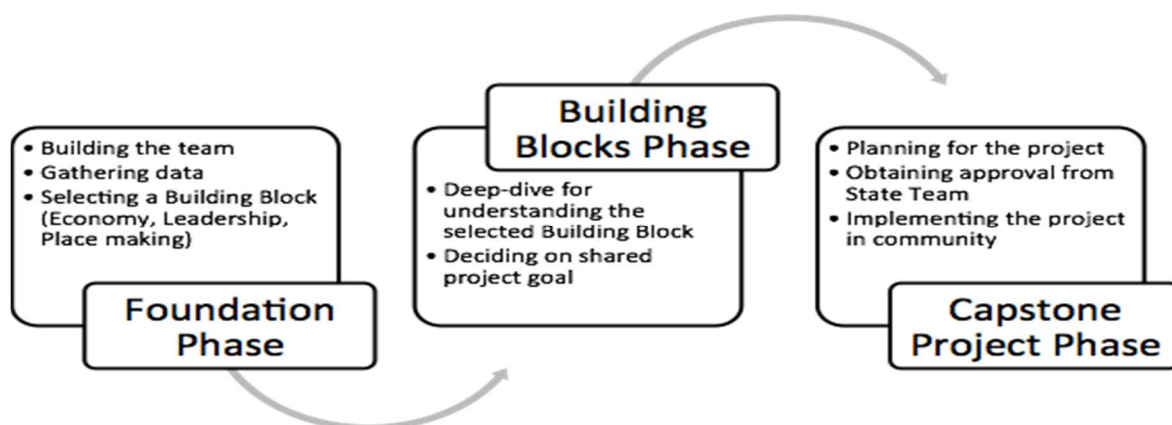 • Building the team
• Gathering data
• Selecting a Building Block
(Economy, Leadership,
Place making)
Foundation
Phase
Building
Blocks Phase
• Deep-dive for
understanding the
selected Building Block
• Deciding on shared
project goal
• Planning for the project
• Obtaining approval from
State Team
• Implementing the project
in community
Capstone
Project Phase